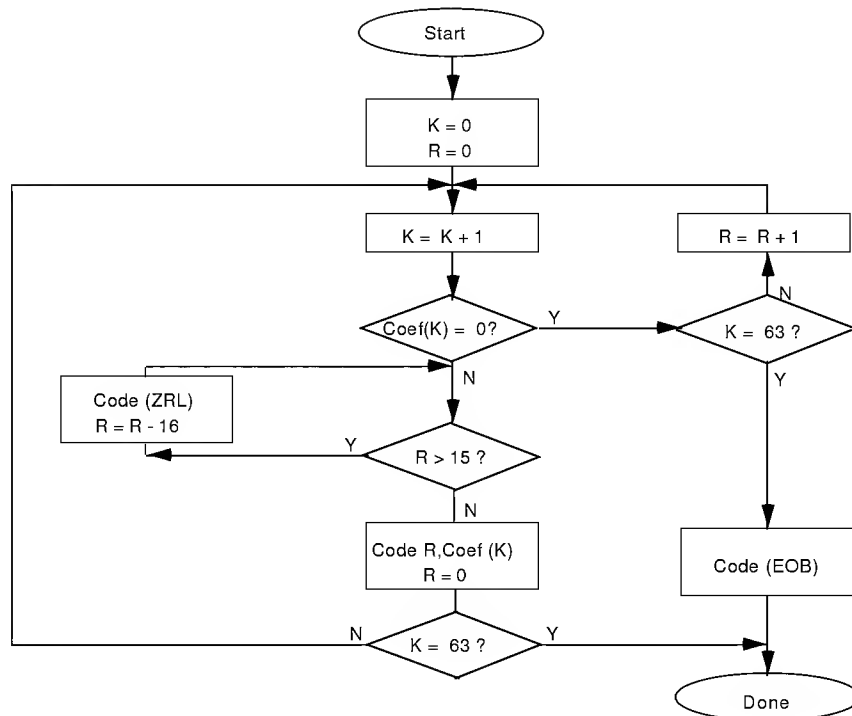 Start
K = 0
R = 0
K = K + 1
R = R + 1
N
Coef(K) = 0?
Y
K = 63 ?
N
Y
Code (ZRL)
R = R - 16
Y
R > 15 ?
N
Code R,Coef (K)
R = 0
Code (EOB)
N
K = 63 ?
Y
Done